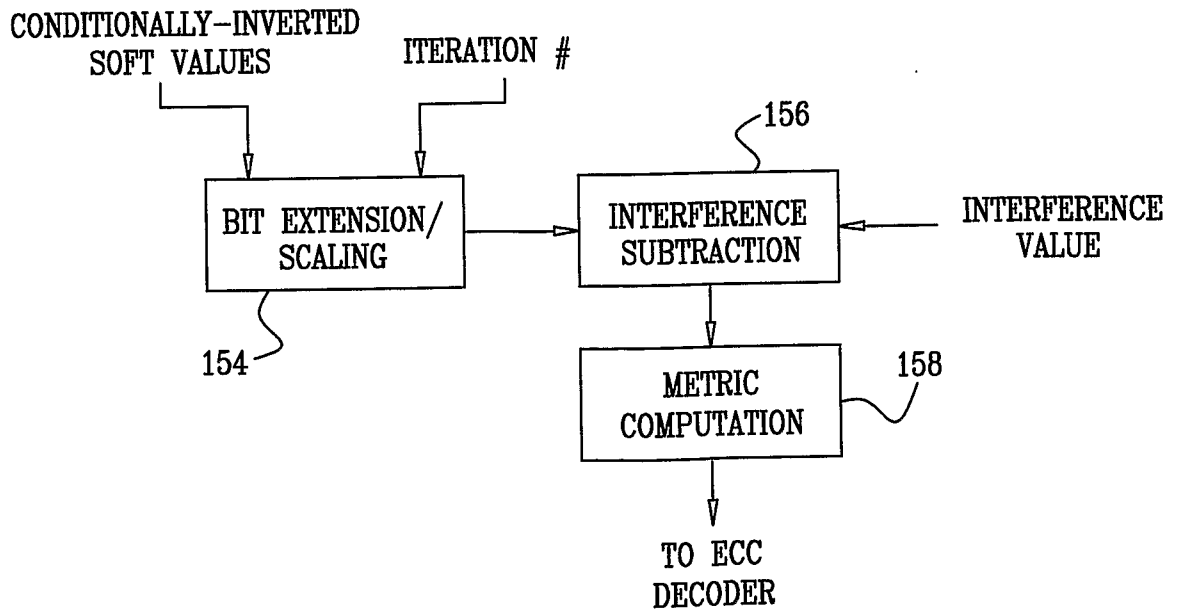 CONDITIONALLY-INVERTED
SOFT VALUES
ITERATION #
156
BIT EXTENSION/
SCALING
INTERFERENCE
SUBTRACTION
INTERFERENCE
VALUE
154
METRIC
COMPUTATION
158
TO ECC
DECODER